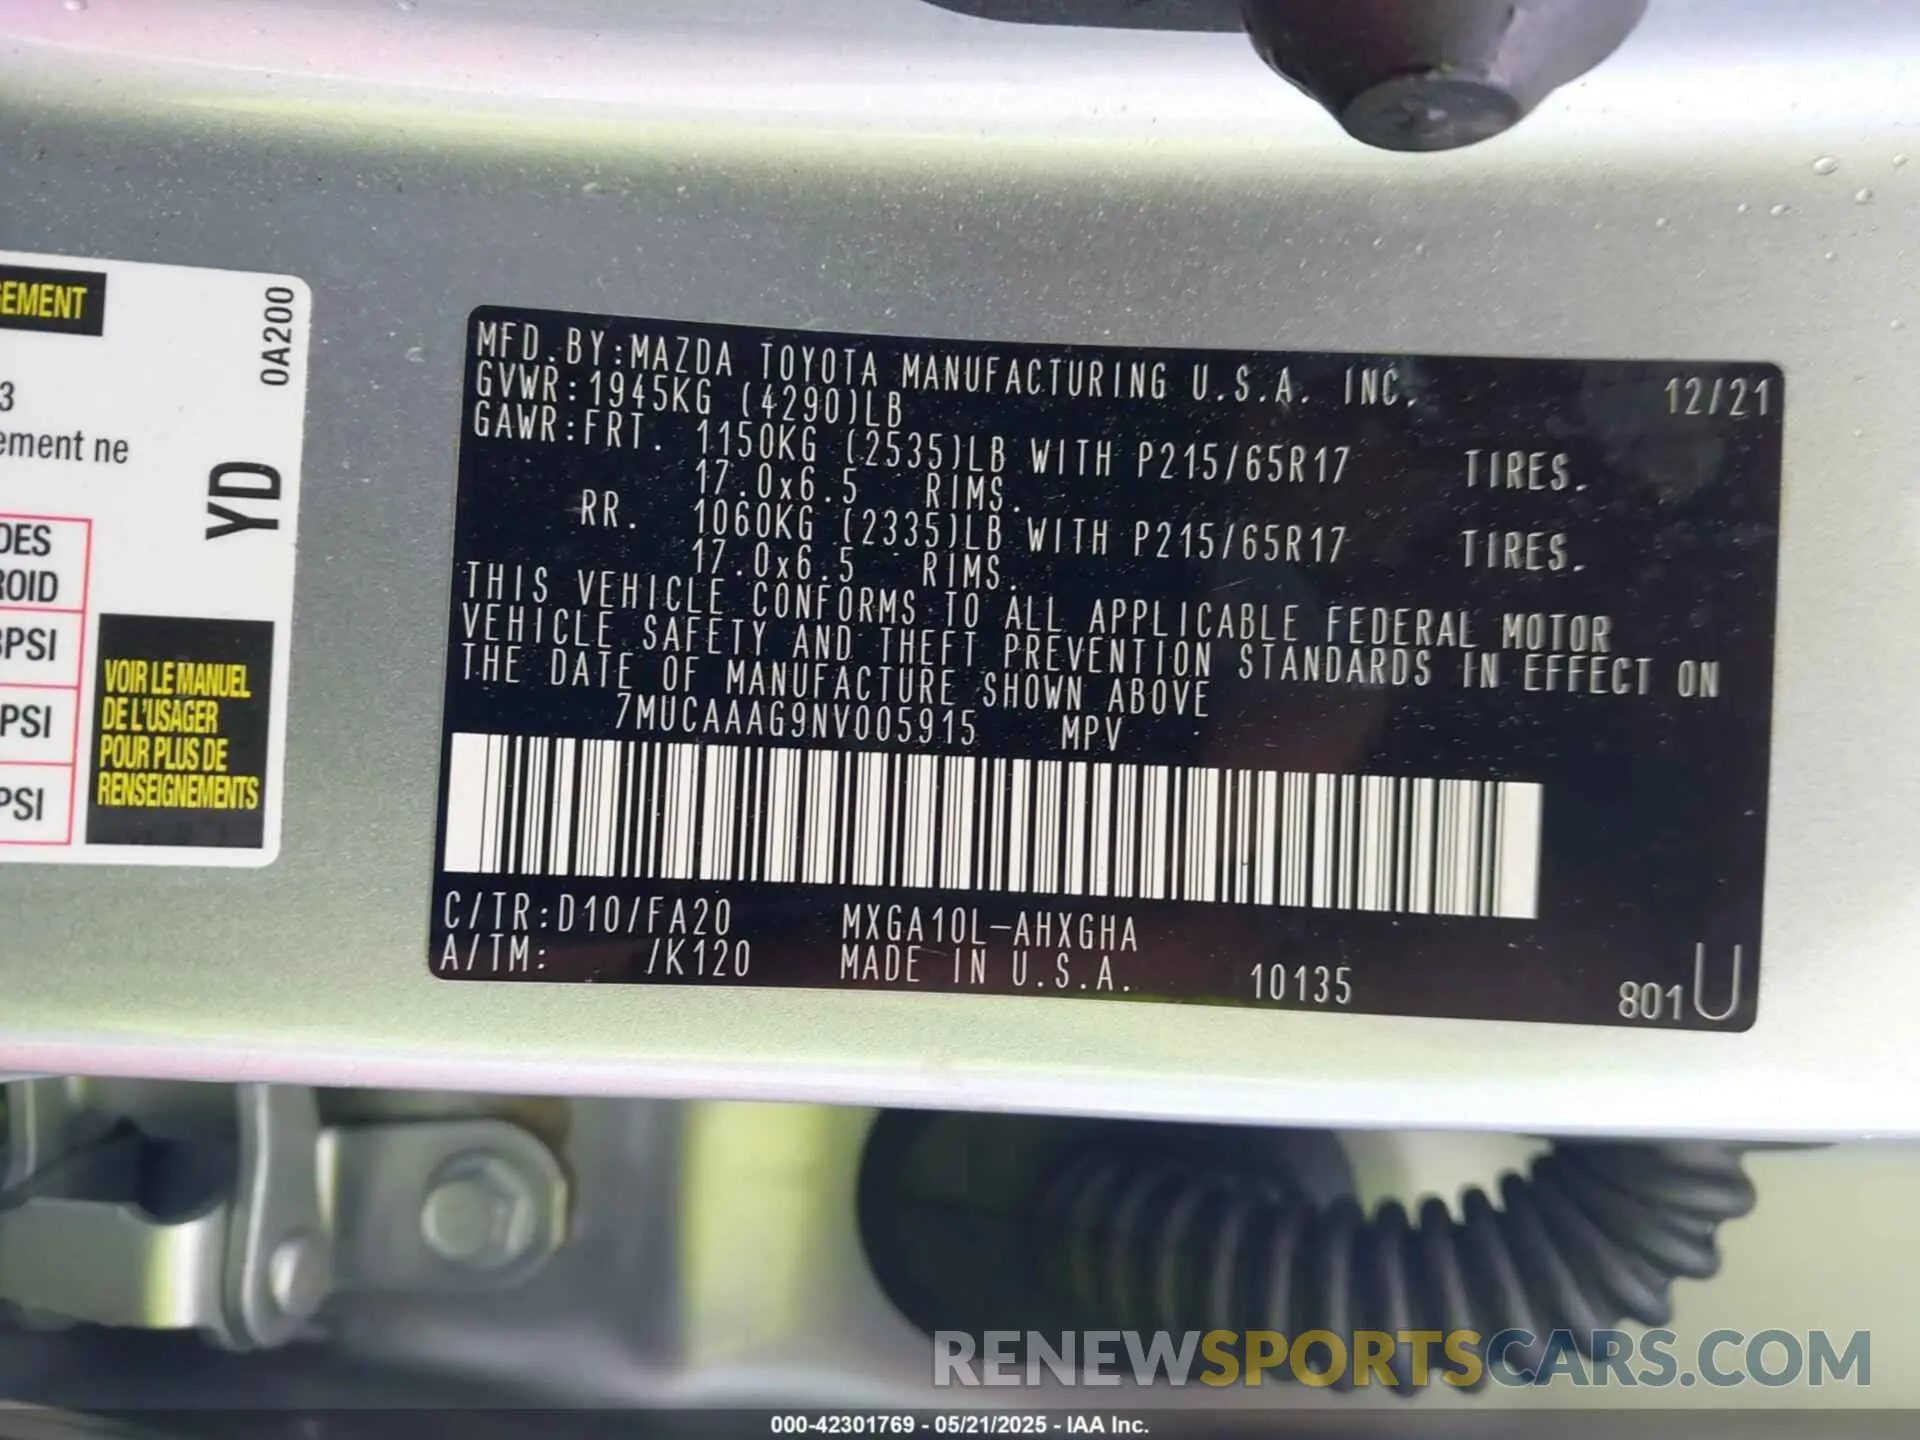 GEMENT
0A200
3
ement ne
YD
DES
ROID
PSI
PSI
PSI
VOIR LE MANUEL
DE L'USAGER
POUR PLUS DE
RENSEIGNEMENTS
MFD.BY:MAZDA TOYOTA MANUFACTURING U.S.A. INC. 12/21
GVWR:1945KG (4290)LB
GAWR:FRT. 1150KG (2535)LB WITH P215/65R17 TIRES.
17.0x6.5 RIMS.
RR. 1060KG (2335)LB WITH P215/65R17 TIRES.
17.0x6.5 RIMS.
THIS VEHICLE CONFORMS TO ALL APPLICABLE FEDERAL MOTOR
VEHICLE SAFETY AND THEFT PREVENTION STANDARDS IN EFFECT ON
THE DATE OF MANUFACTURE SHOWN ABOVE
7MUCAAAG9NV005915 MPV
C/TR:D10/FA20 MXGA10L-AHXGHA
A/TM: /K120 MADE IN U.S.A. 10135 801U
RENEWSPORTSCARS.COM
000-42301769 - 05/21/2025 - IAA Inc.